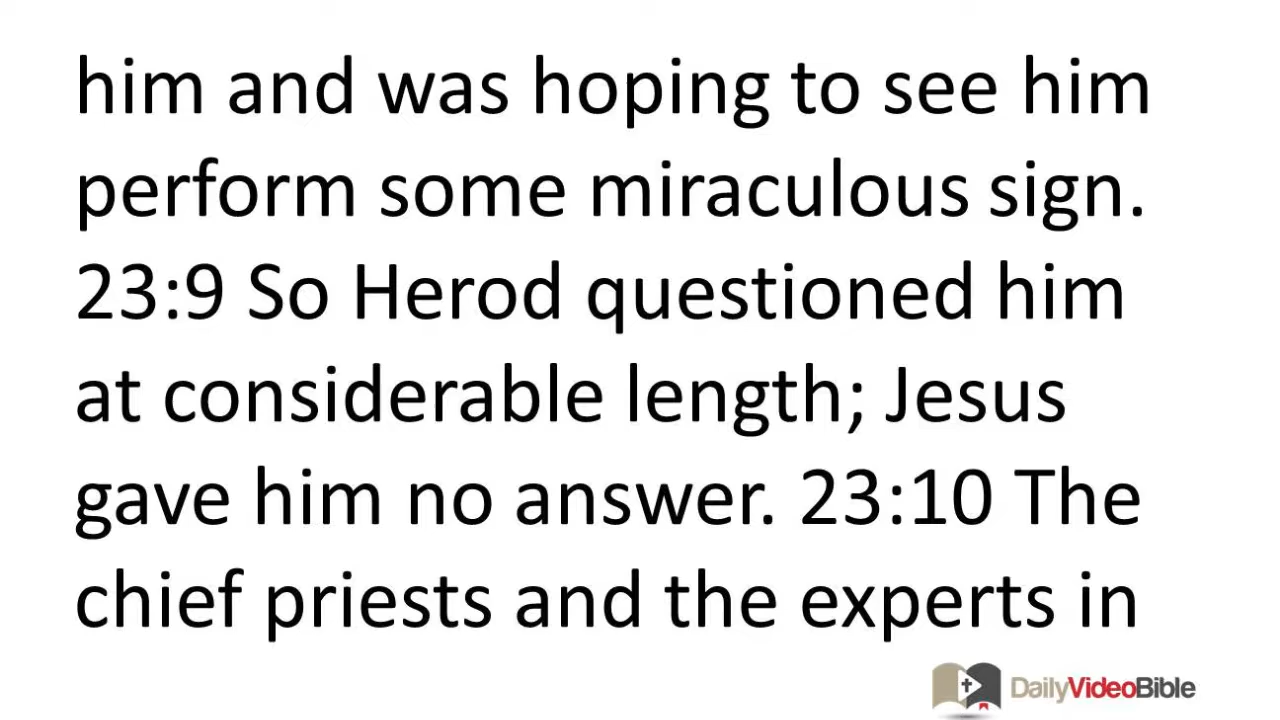 him and was hoping to see him
perform some miraculous sign.
23:9 So Herod questioned him
at considerable length; Jesus
gave him no answer. 23:10 The
chief priests and the experts in
DailyVideoBible